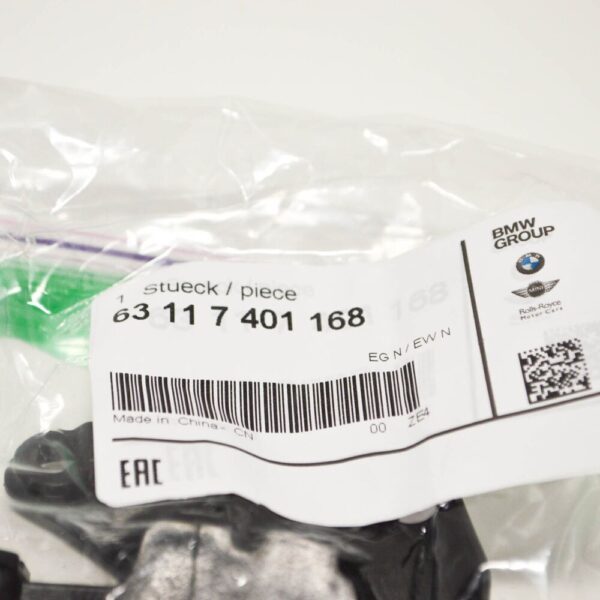 1 Stueck / piece
63 11 7 401 168
EG N / EW N
Made in China - CN
00 ZE4
EAC
BMW
GROUP
MINI
Rolls-Royce
Motor Cars